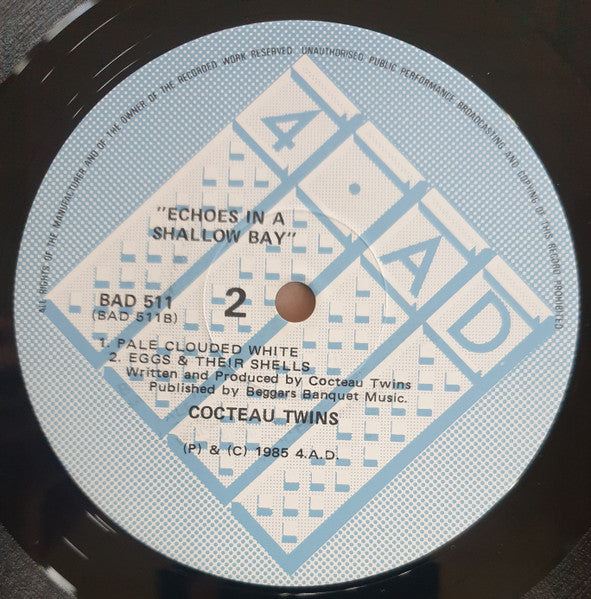 ALL RIGHTS OF THE MANUFACTURER AND OF THE OWNER OF THE RECORDED WORK RESERVED. UNAUTHORISED PUBLIC PERFORMANCE BROADCASTING AND COPYING OF THIS RECORD PROHIBITED
4·AD
"ECHOES IN A
SHALLOW BAY"
BAD 511
(BAD 511B)
2
1. PALE CLOUDED WHITE
2. EGGS & THEIR SHELLS
Written and Produced by Cocteau Twins
Published by Beggars Banquet Music.
COCTEAU TWINS
(P) & (C) 1985 4.A.D.